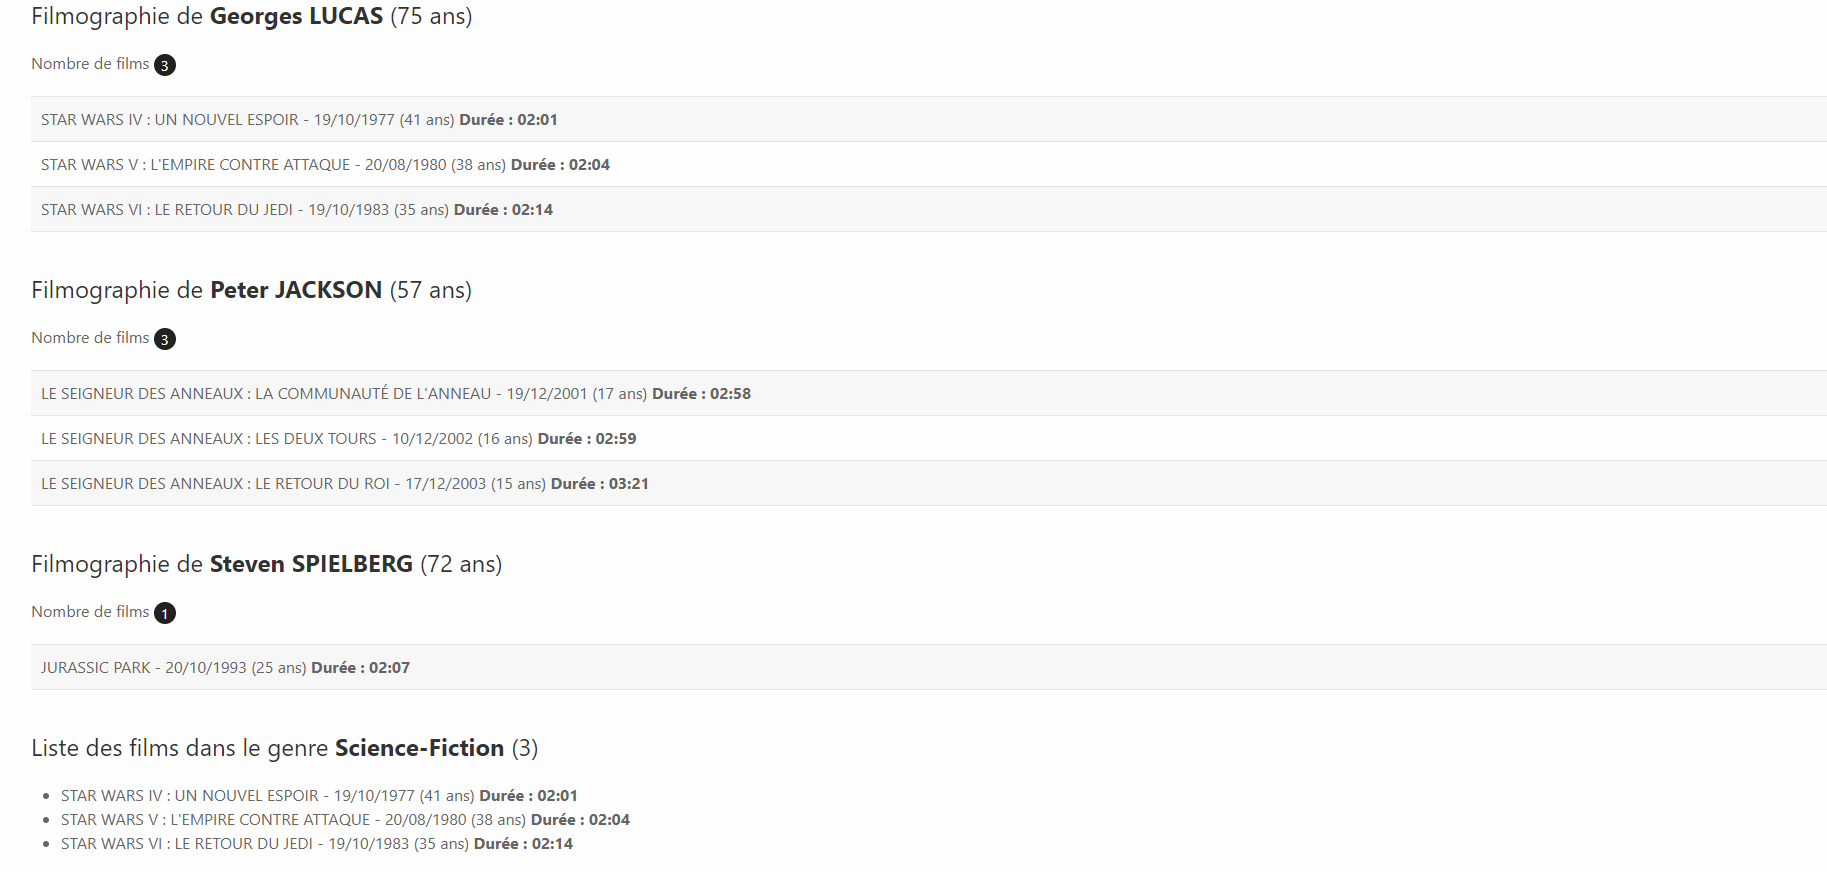 Filmographie de Georges LUCAS (75 ans)
Nombre de films 3
STAR WARS IV : UN NOUVEL ESPOIR - 19/10/1977 (41 ans) Durée : 02:01
STAR WARS V : L'EMPIRE CONTRE ATTAQUE - 20/08/1980 (38 ans) Durée : 02:04
STAR WARS VI : LE RETOUR DU JEDI - 19/10/1983 (35 ans) Durée : 02:14
Filmographie de Peter JACKSON (57 ans)
Nombre de films 3
LE SEIGNEUR DES ANNEAUX : LA COMMUNAUTÉ DE L'ANNEAU - 19/12/2001 (17 ans) Durée : 02:58
LE SEIGNEUR DES ANNEAUX : LES DEUX TOURS - 10/12/2002 (16 ans) Durée : 02:59
LE SEIGNEUR DES ANNEAUX : LE RETOUR DU ROI - 17/12/2003 (15 ans) Durée : 03:21
Filmographie de Steven SPIELBERG (72 ans)
Nombre de films 1
JURASSIC PARK - 20/10/1993 (25 ans) Durée : 02:07
Liste des films dans le genre Science-Fiction (3)
• STAR WARS IV : UN NOUVEL ESPOIR - 19/10/1977 (41 ans) Durée : 02:01
• STAR WARS V : L'EMPIRE CONTRE ATTAQUE - 20/08/1980 (38 ans) Durée : 02:04
• STAR WARS VI : LE RETOUR DU JEDI - 19/10/1983 (35 ans) Durée : 02:14